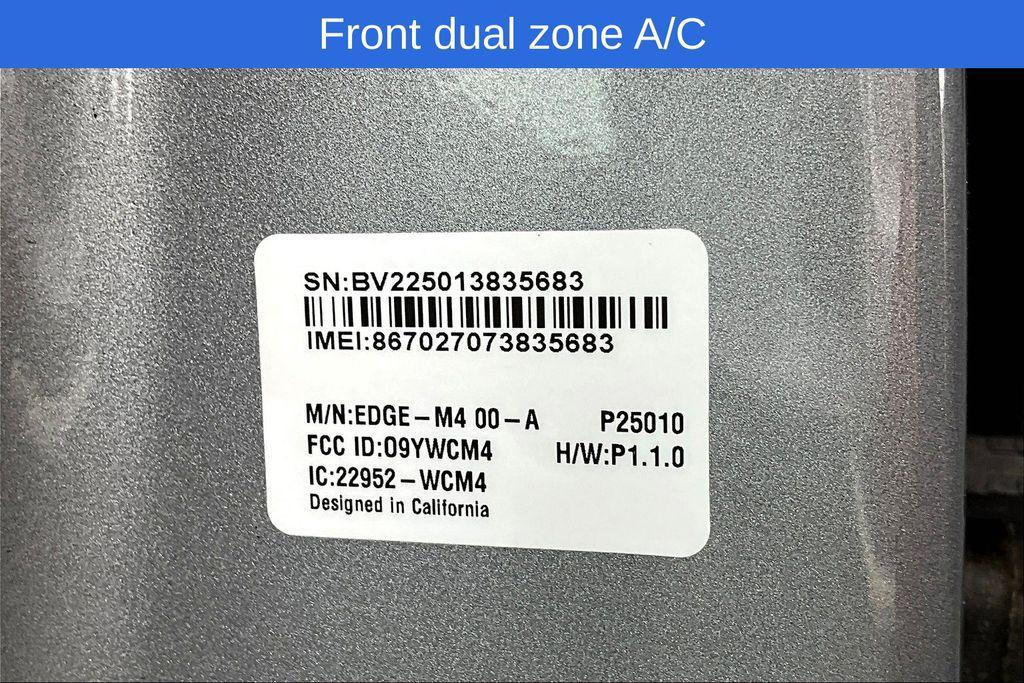 Front dual zone A/C
SN:BV225013835683
IMEI:867027073835683
M/N:EDGE-M4 00-A P25010
FCC ID:09YWCM4 H/W:P1.1.0
IC:22952-WCM4
Designed in California